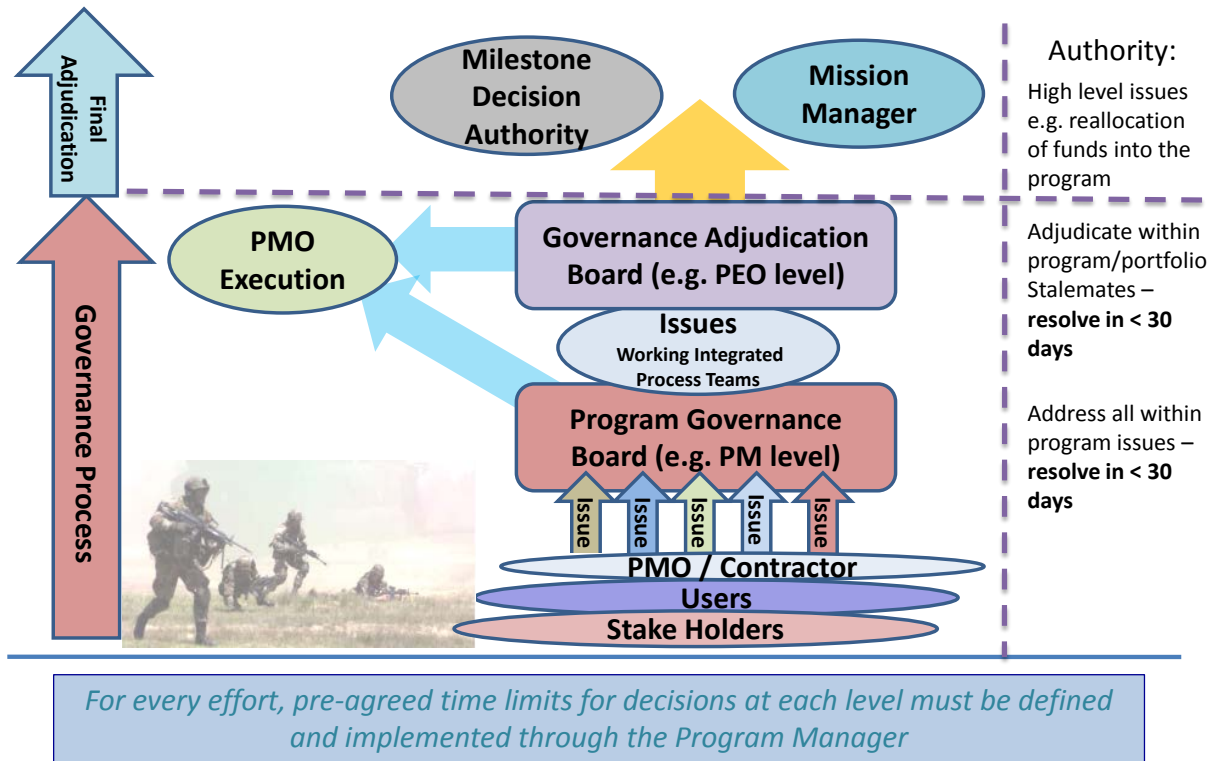 Final
Adjudication
Milestone
Decision
Authority
Mission
Manager
Authority:
High level issues
e.g. reallocation
of funds into the
program
Governance Process
PMO
Execution
Governance Adjudication
Board (e.g. PEO level)
Adjudicate within
program/portfolio
Stalemates –
resolve in < 30
days
Issues
Working Integrated
Process Teams
Program Governance
Board (e.g. PM level)
Address all within
program issues –
resolve in < 30
days
Issue
Issue
Issue
Issue
Issue
PMO / Contractor
Users
Stake Holders
For every effort, pre-agreed time limits for decisions at each level must be defined
and implemented through the Program Manager